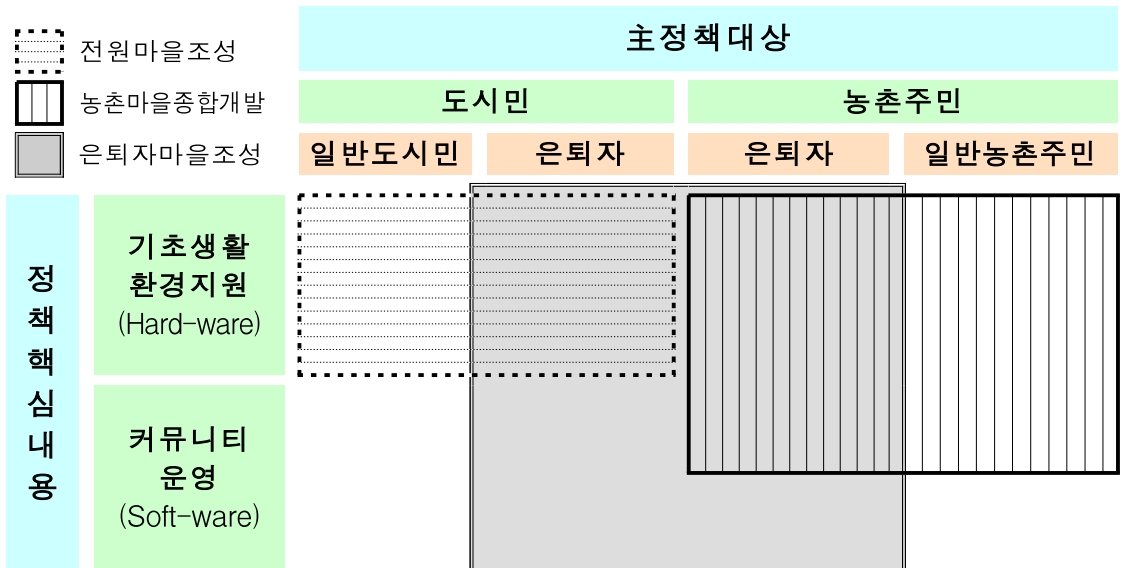 전원마을조성
농촌마을종합개발
은퇴자마을조성
主정책대상
도시민
농촌주민
일반도시민
은퇴자
은퇴자
일반농촌주민
정
책
핵
심
내
용
기초생활
환경지원
(Hard-ware)
커뮤니티
운영
(Soft-ware)